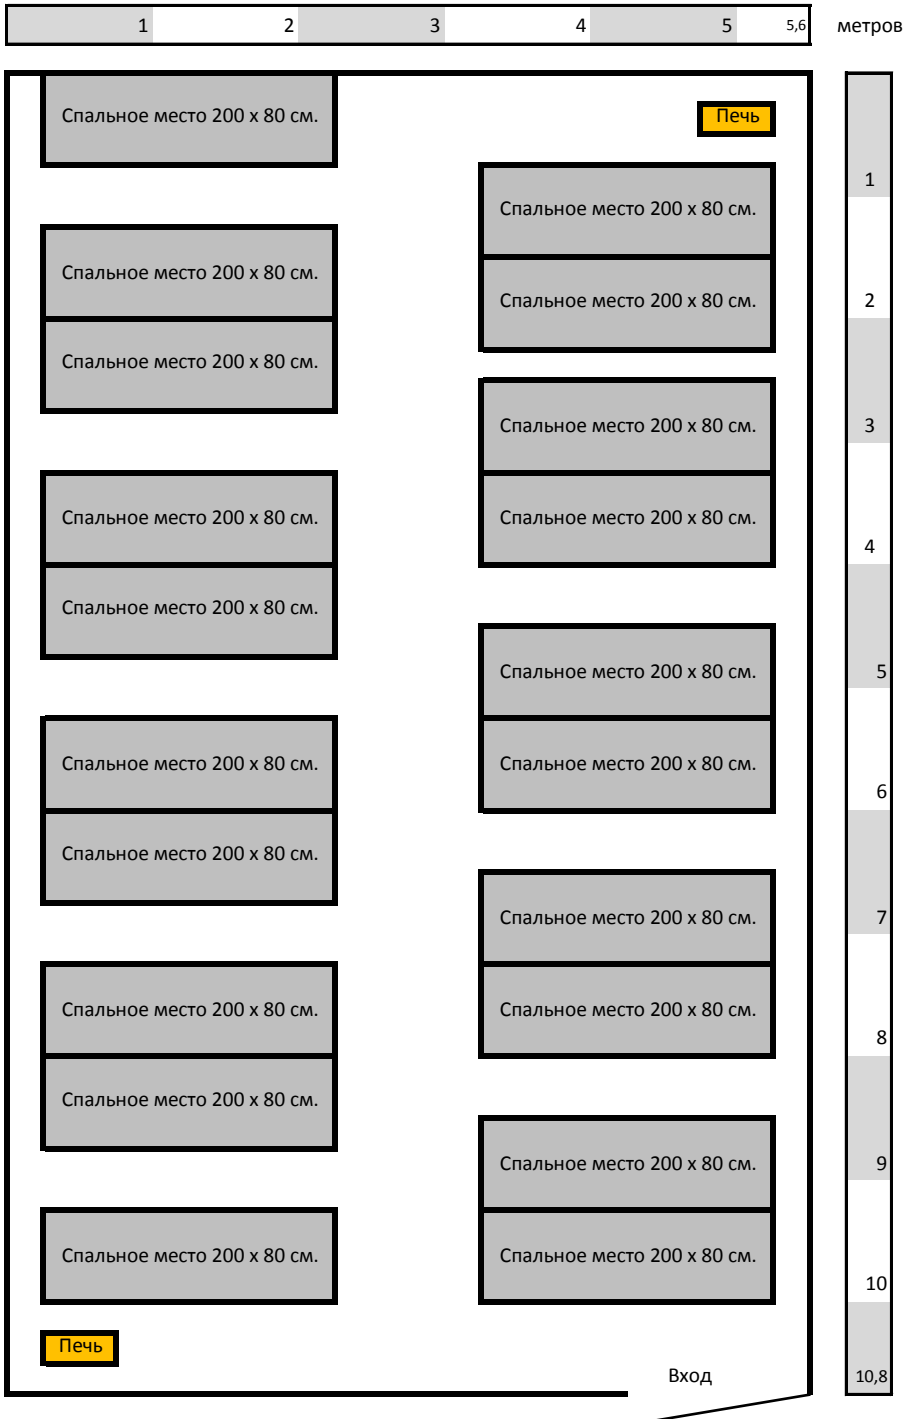 1 2 3 4 5 5,6 метров
Спальное место 200 х 80 см.
Печь
1
Спальное место 200 х 80 см.
Спальное место 200 х 80 см.
Спальное место 200 х 80 см.
2
Спальное место 200 х 80 см.
Спальное место 200 х 80 см.
3
Спальное место 200 х 80 см.
Спальное место 200 х 80 см.
Спальное место 200 х 80 см.
4
Спальное место 200 х 80 см.
Спальное место 200 х 80 см.
5
Спальное место 200 х 80 см.
Спальное место 200 х 80 см.
6
Спальное место 200 х 80 см.
Спальное место 200 х 80 см.
7
Спальное место 200 х 80 см.
Спальное место 200 х 80 см.
8
Спальное место 200 х 80 см.
Спальное место 200 х 80 см.
9
Спальное место 200 х 80 см.
Спальное место 200 х 80 см.
10
Печь
Вход
10,8